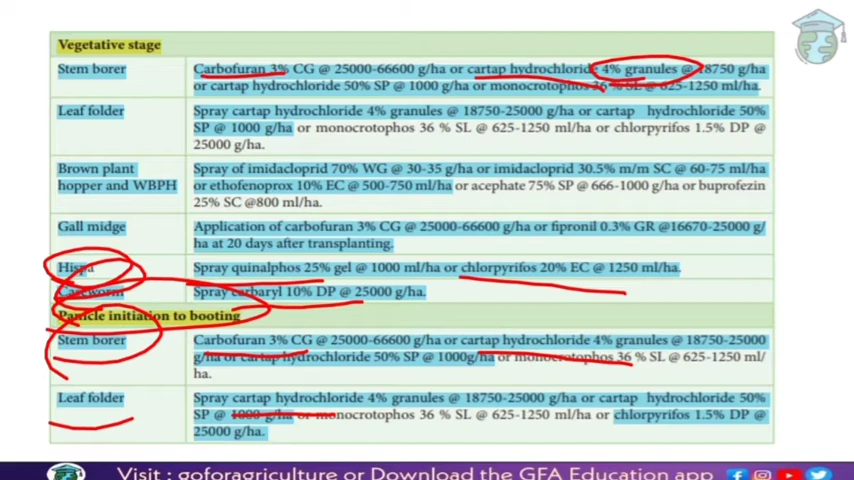 Vegetative stage
Stem borer
Carbofuran 3% CG @ 25000-66600 g/ha or cartap hydrochloride 4% granules @ 18750 g/ha
or cartap hydrochloride 50% SP @ 1000 g/ha or monocrotophos 36 % SL @ 625-1250 ml/ha.
Leaf folder
Spray cartap hydrochloride 4% granules @ 18750-25000 g/ha or cartap hydrochloride 50%
SP @ 1000 g/ha or monocrotophos 36 % SL @ 625-1250 ml/ha or chlorpyrifos 1.5% DP @
25000 g/ha.
Brown plant
hopper and WBPH
Spray of imidacloprid 70% WG @ 30-35 g/ha or imidacloprid 30.5% m/m SC @ 60-75 ml/ha
or ethofenoprox 10% EC @ 500-750 ml/ha or acephate 75% SP @ 666-1000 g/ha or buprofezin
25% SC @800 ml/ha.
Gall midge
Application of carbofuran 3% CG @ 25000-66600 g/ha or fipronil 0.3% GR @16670-25000 g/
ha at 20 days after transplanting.
Hispa
Spray quinalphos 25% gel @ 1000 ml/ha or chlorpyrifos 20% EC @ 1250 ml/ha.
Caseworm
Spray carbaryl 10% DP @ 25000 g/ha.
Panicle initiation to booting
Stem borer
Carbofuran 3% CG @ 25000-66600 g/ha or cartap hydrochloride 4% granules @ 18750-25000
g/ha or cartap hydrochloride 50% SP @ 1000g/ha or monocrotophos 36 % SL @ 625-1250 ml/
ha.
Leaf folder
Spray cartap hydrochloride 4% granules @ 18750-25000 g/ha or cartap hydrochloride 50%
SP @ 1000 g/ha or monocrotophos 36 % SL @ 625-1250 ml/ha or chlorpyrifos 1.5% DP @
25000 g/ha.
Visit : goforagriculture or Download the GFA Education app